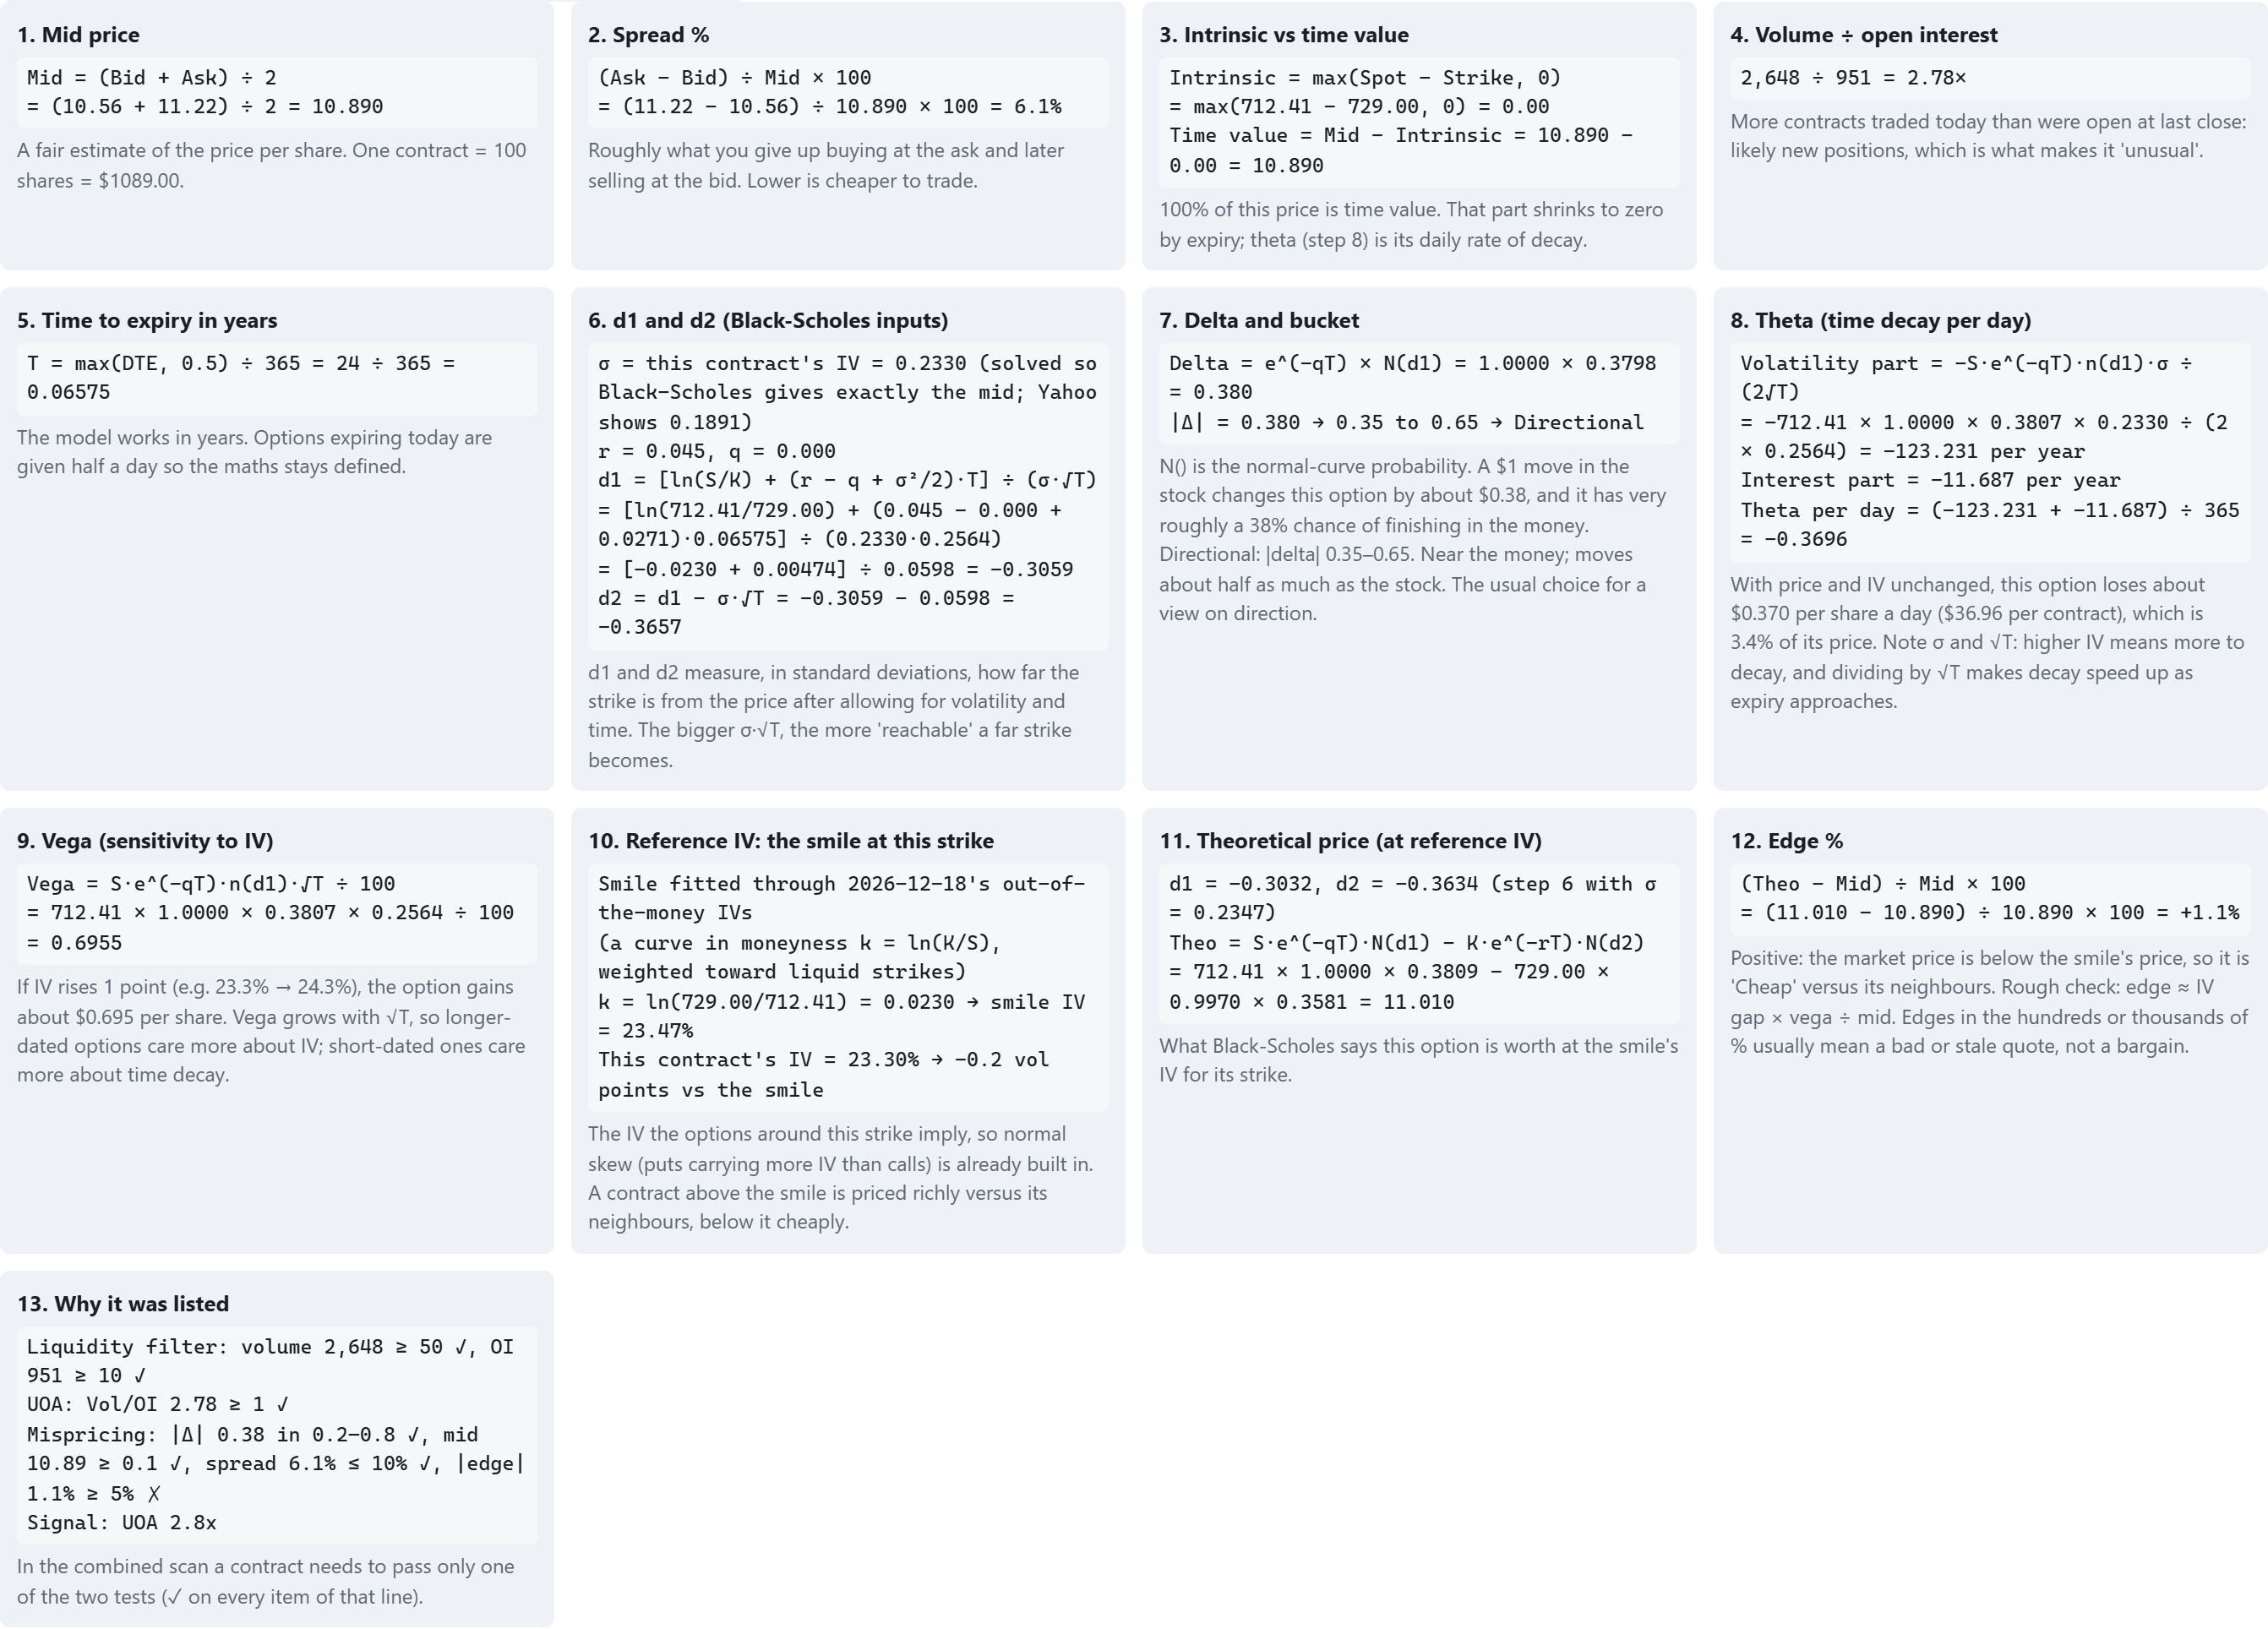 1. Mid price
Mid = (Bid + Ask) ÷ 2
= (10.56 + 11.22) ÷ 2 = 10.890
A fair estimate of the price per share. One contract = 100
shares = $1089.00.
2. Spread %
(Ask − Bid) ÷ Mid × 100
= (11.22 − 10.56) ÷ 10.890 × 100 = 6.1%
Roughly what you give up buying at the ask and later
selling at the bid. Lower is cheaper to trade.
3. Intrinsic vs time value
Intrinsic = max(Spot − Strike, 0)
= max(712.41 − 729.00, 0) = 0.00
Time value = Mid − Intrinsic = 10.890 −
0.00 = 10.890
100% of this price is time value. That part shrinks to zero
by expiry; theta (step 8) is its daily rate of decay.
4. Volume ÷ open interest
2,648 ÷ 951 = 2.78×
More contracts traded today than were open at last close:
likely new positions, which is what makes it 'unusual'.
5. Time to expiry in years
T = max(DTE, 0.5) ÷ 365 = 24 ÷ 365 =
0.06575
The model works in years. Options expiring today are
given half a day so the maths stays defined.
6. d1 and d2 (Black-Scholes inputs)
σ = this contract's IV = 0.2330 (solved so
Black-Scholes gives exactly the mid; Yahoo
shows 0.1891)
r = 0.045, q = 0.000
d1 = [ln(S/K) + (r − q + σ²/2)·T] ÷ (σ·√T)
= [ln(712.41/729.00) + (0.045 − 0.000 +
0.0271)·0.06575] ÷ (0.2330·0.2564)
= [−0.0230 + 0.00474] ÷ 0.0598 = −0.3059
d2 = d1 − σ·√T = −0.3059 − 0.0598 =
−0.3657
d1 and d2 measure, in standard deviations, how far the
strike is from the price after allowing for volatility and
time. The bigger σ·√T, the more 'reachable' a far strike
becomes.
7. Delta and bucket
Delta = e^(−qT) × N(d1) = 1.0000 × 0.3798
= 0.380
|Δ| = 0.380 → 0.35 to 0.65 → Directional
N() is the normal-curve probability. A $1 move in the
stock changes this option by about $0.38, and it has very
roughly a 38% chance of finishing in the money.
Directional: |delta| 0.35–0.65. Near the money; moves
about half as much as the stock. The usual choice for a
view on direction.
8. Theta (time decay per day)
Volatility part = −S·e^(−qT)·n(d1)·σ ÷
(2√T)
= −712.41 × 1.0000 × 0.3807 × 0.2330 ÷ (2
× 0.2564) = −123.231 per year
Interest part = −11.687 per year
Theta per day = (−123.231 + −11.687) ÷ 365
= −0.3696
With price and IV unchanged, this option loses about
$0.370 per share a day ($36.96 per contract), which is
3.4% of its price. Note σ and √T: higher IV means more to
decay, and dividing by √T makes decay speed up as
expiry approaches.
9. Vega (sensitivity to IV)
Vega = S·e^(−qT)·n(d1)·√T ÷ 100
= 712.41 × 1.0000 × 0.3807 × 0.2564 ÷ 100
= 0.6955
If IV rises 1 point (e.g. 23.3% → 24.3%), the option gains
about $0.695 per share. Vega grows with √T, so longer-
dated options care more about IV; short-dated ones care
more about time decay.
10. Reference IV: the smile at this strike
Smile fitted through 2026-12-18's out-of-
the-money IVs
(a curve in moneyness k = ln(K/S),
weighted toward liquid strikes)
k = ln(729.00/712.41) = 0.0230 → smile IV
= 23.47%
This contract's IV = 23.30% → −0.2 vol
points vs the smile
The IV the options around this strike imply, so normal
skew (puts carrying more IV than calls) is already built in.
A contract above the smile is priced richly versus its
neighbours, below it cheaply.
11. Theoretical price (at reference IV)
d1 = −0.3032, d2 = −0.3634 (step 6 with σ
= 0.2347)
Theo = S·e^(−qT)·N(d1) − K·e^(−rT)·N(d2)
= 712.41 × 1.0000 × 0.3809 − 729.00 ×
0.9970 × 0.3581 = 11.010
What Black-Scholes says this option is worth at the smile's
IV for its strike.
12. Edge %
(Theo − Mid) ÷ Mid × 100
= (11.010 − 10.890) ÷ 10.890 × 100 = +1.1%
Positive: the market price is below the smile's price, so it is
'Cheap' versus its neighbours. Rough check: edge ≈ IV
gap × vega ÷ mid. Edges in the hundreds or thousands of
% usually mean a bad or stale quote, not a bargain.
13. Why it was listed
Liquidity filter: volume 2,648 ≥ 50 ✓, OI
951 ≥ 10 ✓
UOA: Vol/OI 2.78 ≥ 1 ✓
Mispricing: |Δ| 0.38 in 0.2–0.8 ✓, mid
10.89 ≥ 0.1 ✓, spread 6.1% ≤ 10% ✓, |edge|
1.1% ≥ 5% ✗
Signal: UOA 2.8x
In the combined scan a contract needs to pass only one
of the two tests (✓ on every item of that line).